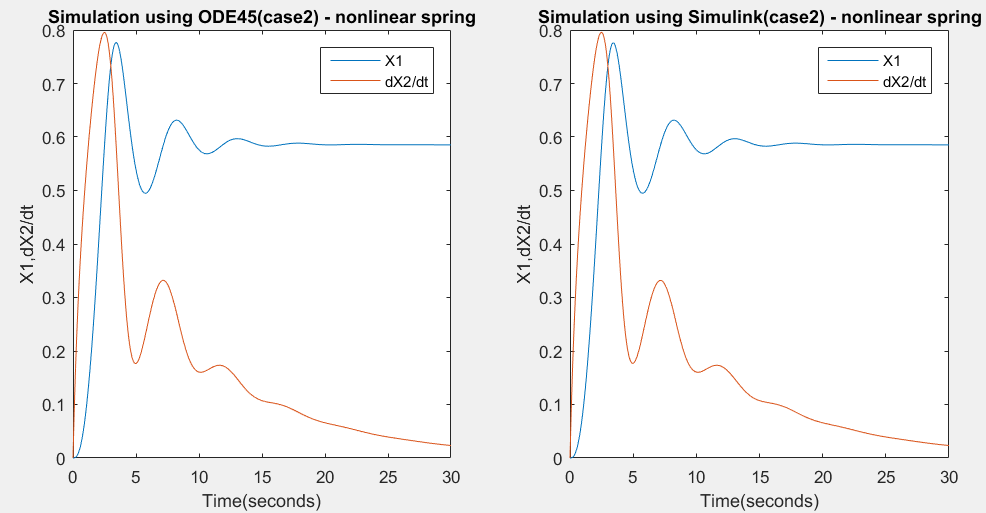 Simulation using ODE45(case2) - nonlinear spring
X1
dX2/dt
0.8
0.7
0.6
0.5
0.4
0.3
0.2
0.1
0
X1,dX2/dt
0 5 10 15 20 25 30
Time(seconds)
Simulation using Simulink(case2) - nonlinear spring
X1
dX2/dt
0.8
0.7
0.6
0.5
0.4
0.3
0.2
0.1
0
X1,dX2/dt
0 5 10 15 20 25 30
Time(seconds)